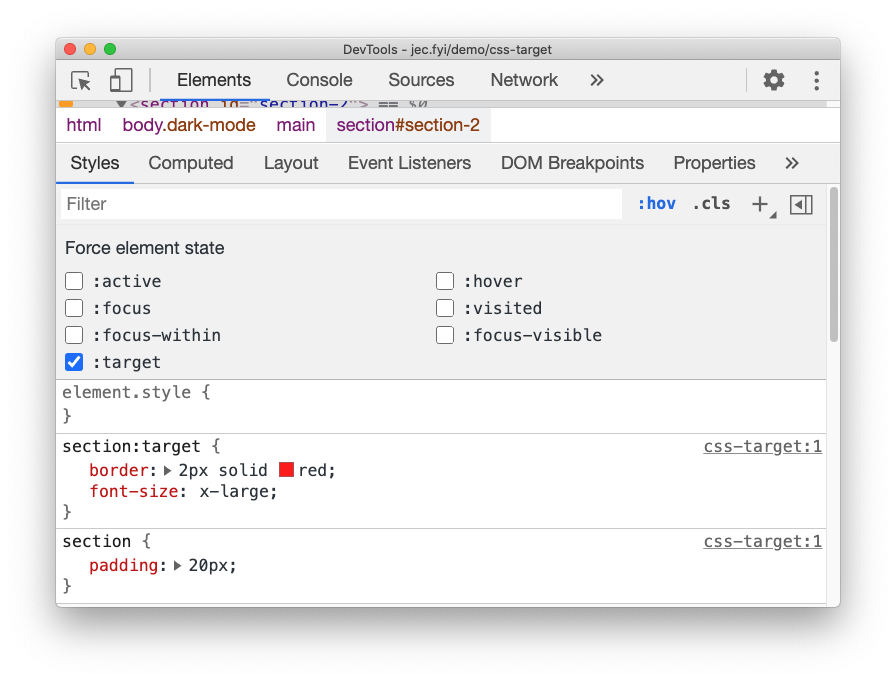 DevTools - jec.fyi/demo/css-target
Elements Console Sources Network »
▼<section id="section-2"> == $0
html body.dark-mode main section#section-2
Styles Computed Layout Event Listeners DOM Breakpoints Properties »
Filter :hov .cls +
Force element state
:active :hover
:focus :visited
:focus-within :focus-visible
:target
element.style {
}
section:target { css-target:1
border: ▶ 2px solid red;
font-size: x-large;
}
section { css-target:1
padding: ▶ 20px;
}